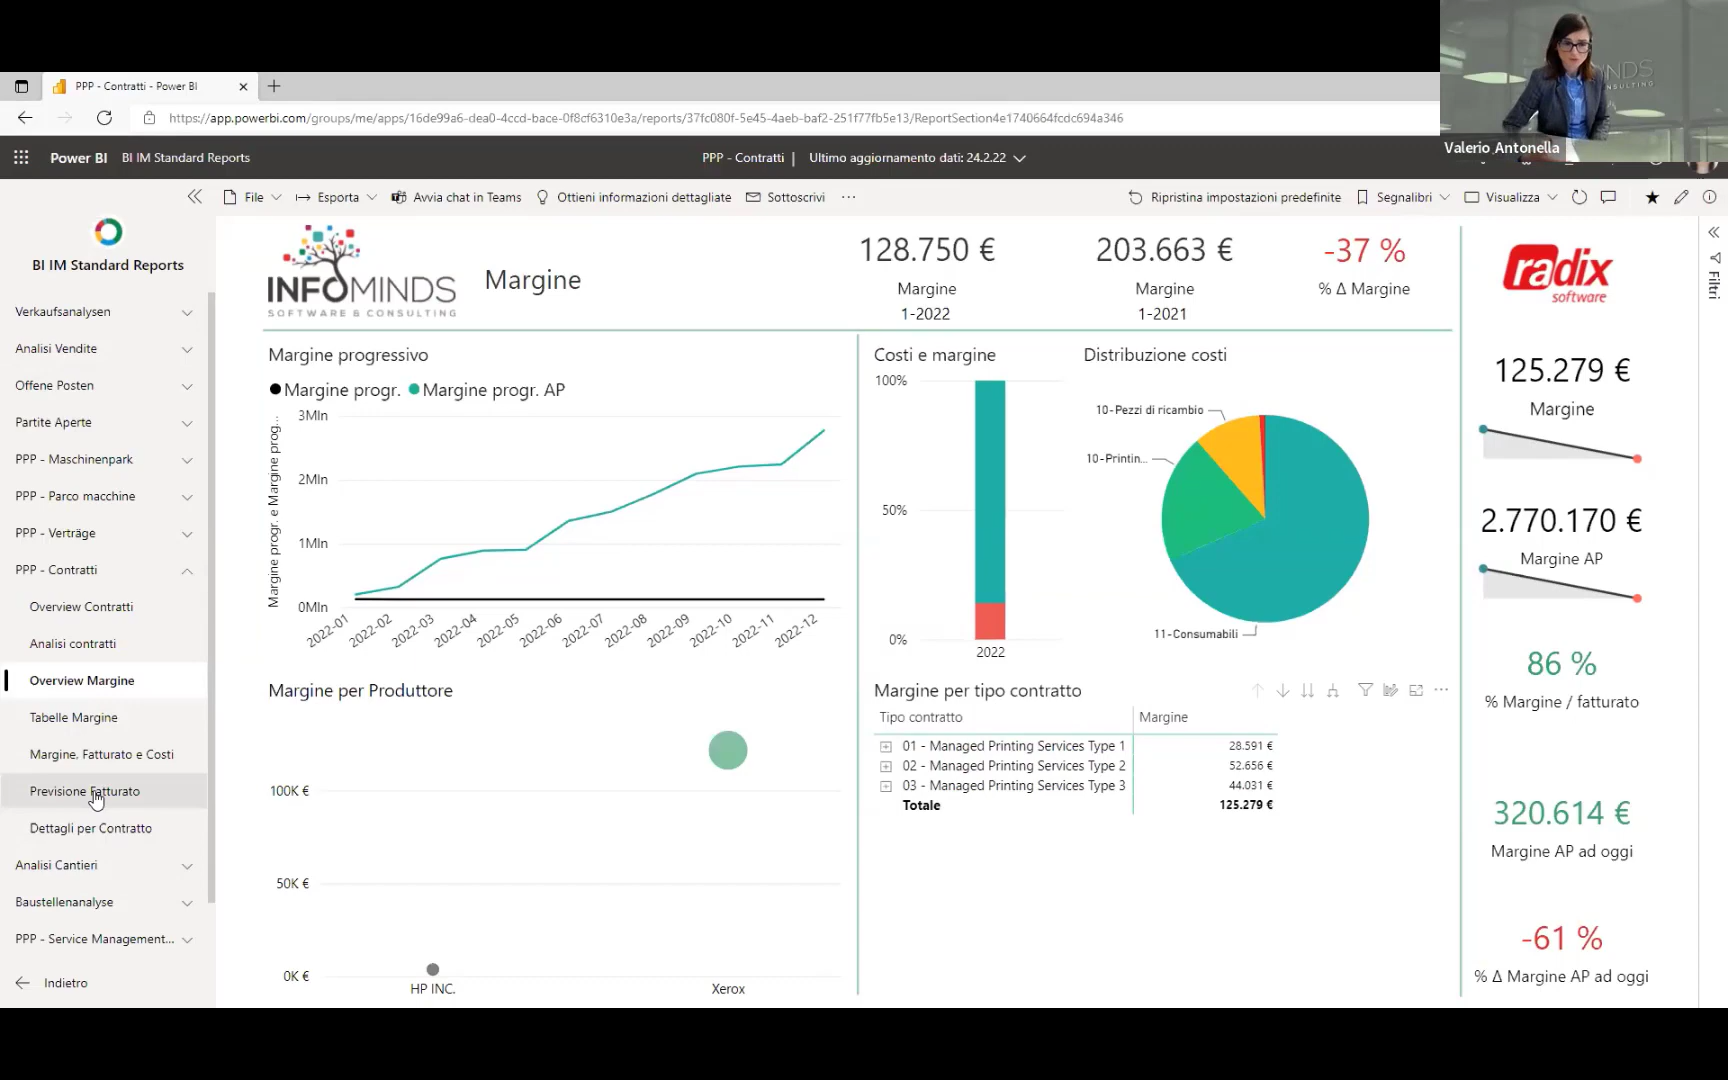 PPP - Contratti - Power BI
https://app.powerbi.com/groups/me/apps/16de99a6-dea0-4ccd-bace-0f8cf6310e3a/reports/37fc080f-5e45-4aeb-baf2-251f77fb5e13/ReportSection4e1740664fcdc694a346
NDS
NSULTING
Valerio Antonella
Power BI
BI IM Standard Reports
PPP - Contratti | Ultimo aggiornamento dati: 24.2.22
File
Esporta
Avvia chat in Teams
Ottieni informazioni dettagliate
Sottoscrivi
Ripristina impostazioni predefinite
Segnalibri
Visualizza
BI IM Standard Reports
Verkaufsanalysen
Analisi Vendite
Offene Posten
Partite Aperte
PPP - Maschinenpark
PPP - Parco macchine
PPP - Verträge
PPP - Contratti
Overview Contratti
Analisi contratti
Overview Margine
Tabelle Margine
Margine, Fatturato e Costi
Previsione Fatturato
Dettagli per Contratto
Analisi Cantieri
Baustellenanalyse
PPP - Service Management...
Indietro
INFOMINDS
SOFTWARE & CONSULTING
Margine
128.750 €
Margine
1-2022
203.663 €
Margine
1-2021
-37 %
% Δ Margine
Margine progressivo
Margine progr.
Margine progr. AP
Margine progr. e Margine prog...
3Mln
2Mln
1Mln
0Mln
2022-01
2022-02
2022-03
2022-04
2022-05
2022-06
2022-07
2022-08
2022-09
2022-10
2022-11
2022-12
Costi e margine
100%
50%
0%
2022
Distribuzione costi
10-Pezzi di ricambio
10-Printin...
11-Consumabili
Margine per Produttore
100K €
50K €
0K €
HP INC.
Xerox
Margine per tipo contratto
Tipo contratto Margine
01 - Managed Printing Services Type 1 28.591 €
02 - Managed Printing Services Type 2 52.656 €
03 - Managed Printing Services Type 3 44.031 €
Totale 125.279 €
radix
software
125.279 €
Margine
2.770.170 €
Margine AP
86 %
% Margine / fatturato
320.614 €
Margine AP ad oggi
-61 %
% Δ Margine AP ad oggi
Filtri